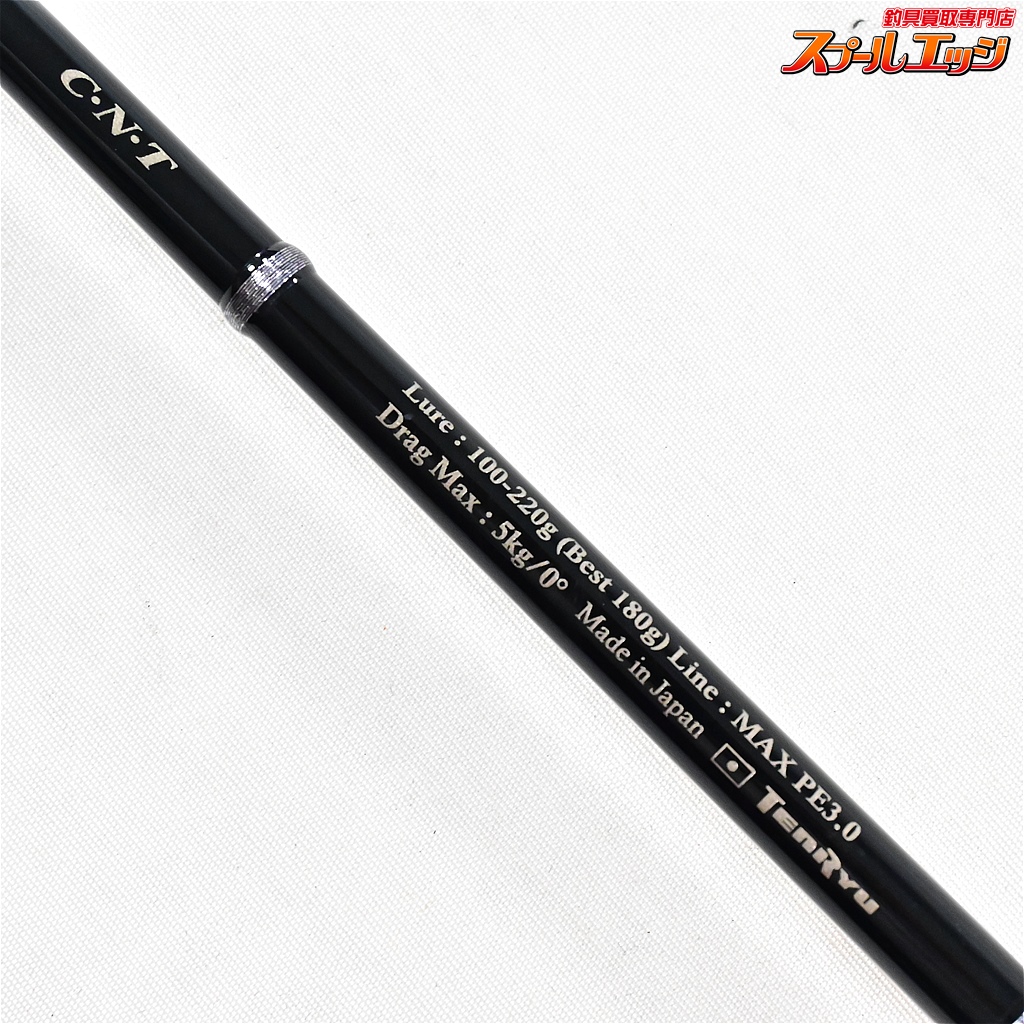 釣具買取専門店
スプールエッジ
C・N・T
Lure : 100-220g (Best 180g) Line : MAX PE3.0
Drag Max : 5kg/0° Made in Japan
TenRyu